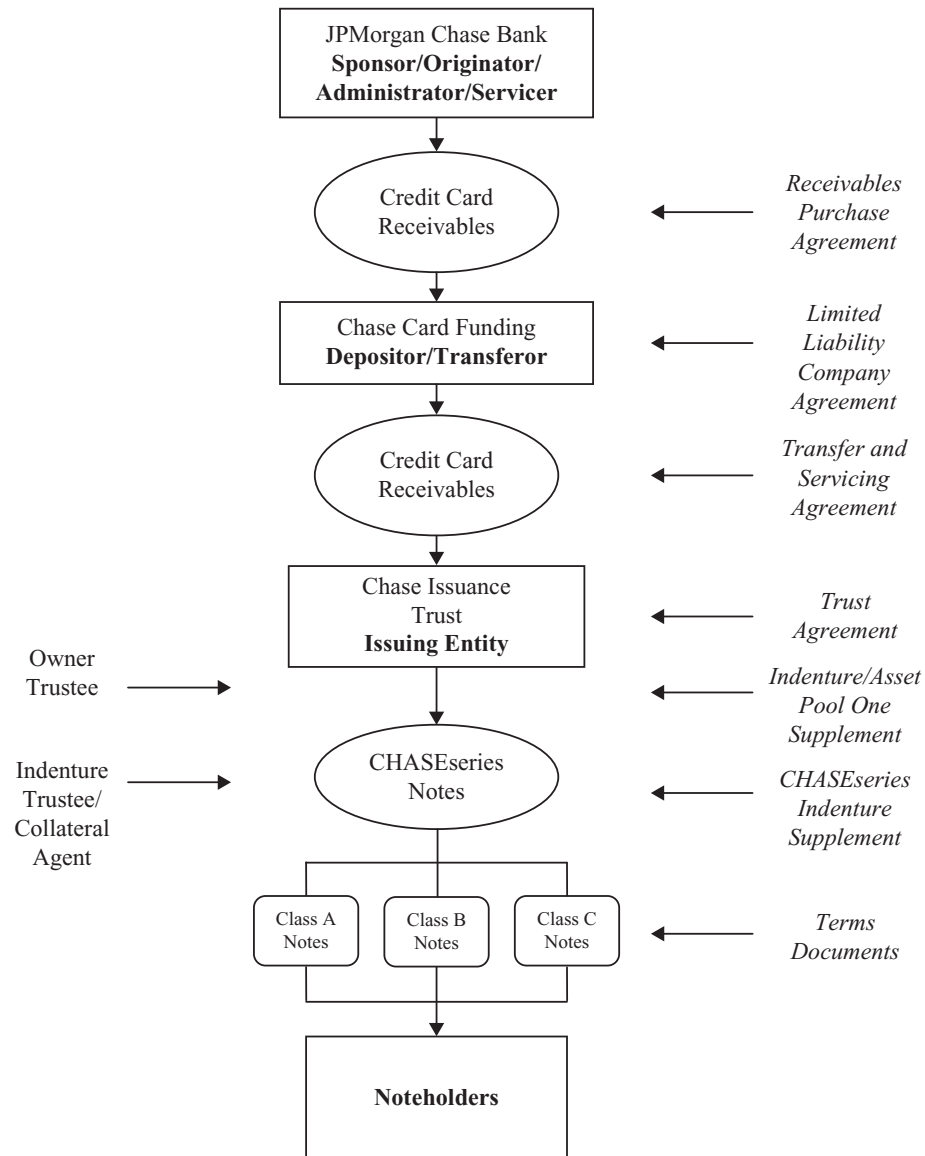 JPMorgan Chase Bank
Sponsor/Originator/
Administrator/Servicer
Credit Card
Receivables
Receivables
Purchase
Agreement
Chase Card Funding
Depositor/Transferor
Limited
Liability
Company
Agreement
Credit Card
Receivables
Transfer and
Servicing
Agreement
Chase Issuance
Trust
Issuing Entity
Trust
Agreement
Owner
Trustee
Indenture/Asset
Pool One
Supplement
Indenture
Trustee/
Collateral
Agent
CHASEseries
Notes
CHASEseries
Indenture
Supplement
Class A
Notes
Class B
Notes
Class C
Notes
Terms
Documents
Noteholders